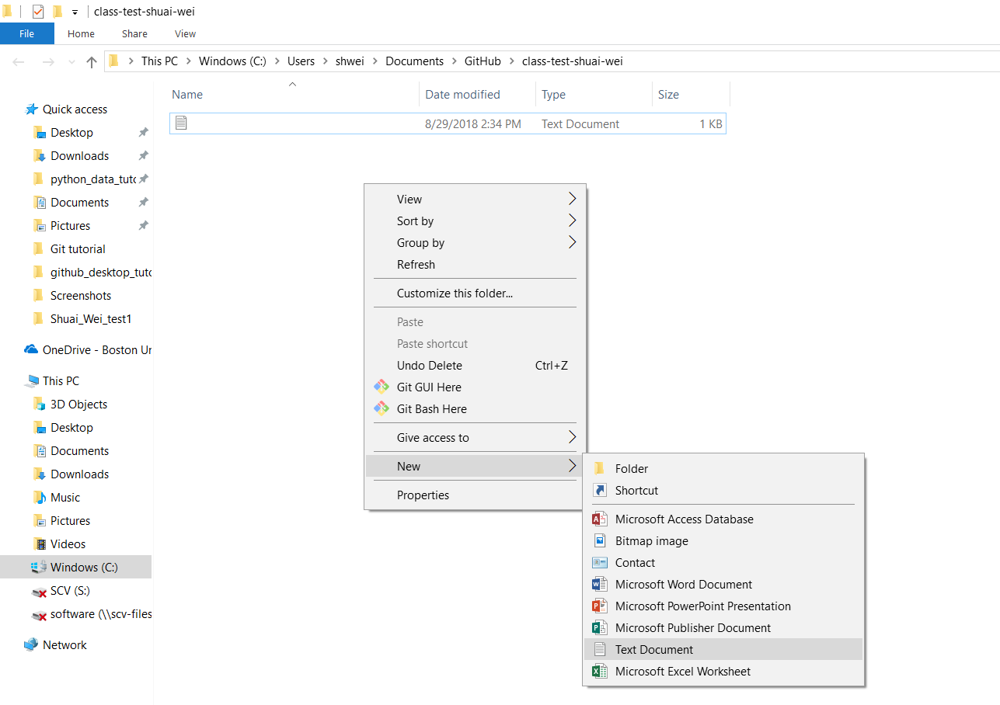 class-test-shuai-wei
File Home Share View
This PC Windows (C:) Users shwei Documents GitHub class-test-shuai-wei
Name Date modified Type Size
8/29/2018 2:34 PM Text Document 1 KB
Quick access
Desktop
Downloads
python_data_tuto
Documents
Pictures
Git tutorial
github_desktop_tuto
Screenshots
Shuai_Wei_test1
OneDrive - Boston Un
This PC
3D Objects
Desktop
Documents
Downloads
Music
Pictures
Videos
Windows (C:)
SCV (S:)
software (\\scv-files
Network
View
Sort by
Group by
Refresh
Customize this folder...
Paste
Paste shortcut
Undo Delete Ctrl+Z
Git GUI Here
Git Bash Here
Give access to
New
Properties
Folder
Shortcut
Microsoft Access Database
Bitmap image
Contact
Microsoft Word Document
Microsoft PowerPoint Presentation
Microsoft Publisher Document
Text Document
Microsoft Excel Worksheet